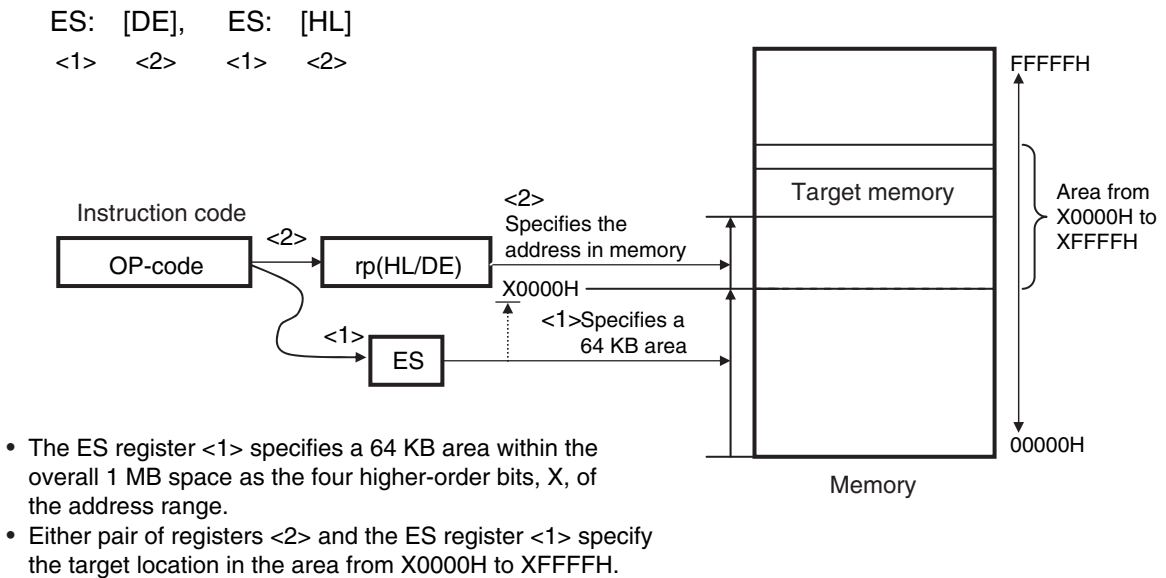 ES: [DE], ES: [HL]
<1> <2> <1> <2>
FFFFFH
Target memory
Area from
X0000H to
XFFFFH
Instruction code
OP-code
<2>
rp(HL/DE)
<2>
Specifies the
address in memory
X0000H
<1>
ES
<1>Specifies a
64 KB area
00000H
Memory
• The ES register <1> specifies a 64 KB area within the
overall 1 MB space as the four higher-order bits, X, of
the address range.
• Either pair of registers <2> and the ES register <1> specify
the target location in the area from X0000H to XFFFFH.